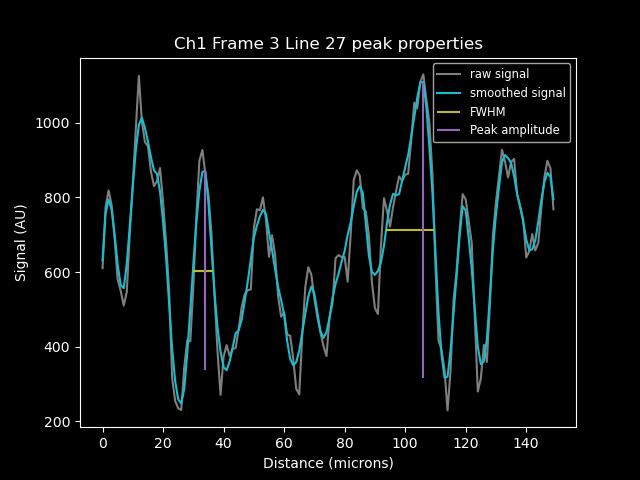 Ch1 Frame 3 Line 27 peak properties
raw signal
smoothed signal
FWHM
Peak amplitude
Signal (AU)
1000
800
600
400
200
0 20 40 60 80 100 120 140
Distance (microns)